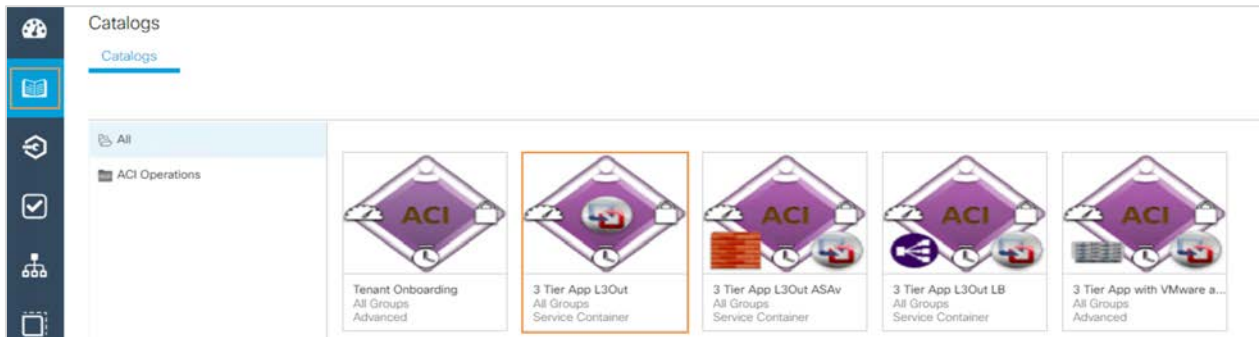 Catalogs
Catalogs
All
ACI Operations
ACI
Tenant Onboarding
All Groups
Advanced
3 Tier App L3Out
All Groups
Service Container
ACI
3 Tier App L3Out ASAv
All Groups
Service Container
ACI
3 Tier App L3Out LB
All Groups
Service Container
ACI
3 Tier App with VMware a...
All Groups
Advanced